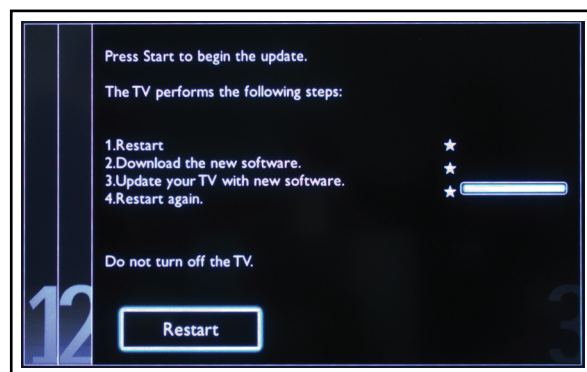 Press Start to begin the update.
The TV performs the following steps:
1.Restart
2.Download the new software.
3.Update your TV with new software.
4.Restart again.
Do not turn off the TV.
12
3
Restart